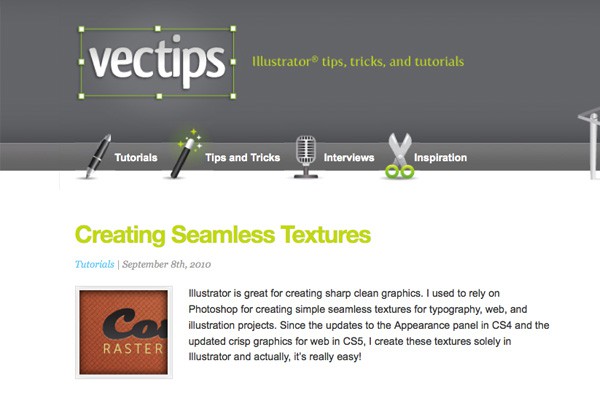 vectips
Illustrator® tips, tricks, and tutorials
Tutorials
Tips and Tricks
Interviews
Inspiration
Creating Seamless Textures
Tutorials | September 8th, 2010
RASTER
Illustrator is great for creating sharp clean graphics. I used to rely on
Photoshop for creating simple seamless textures for typography, web, and
illustration projects. Since the updates to the Appearance panel in CS4 and the
updated crisp graphics for web in CS5, I create these textures solely in
Illustrator and actually, it's really easy!